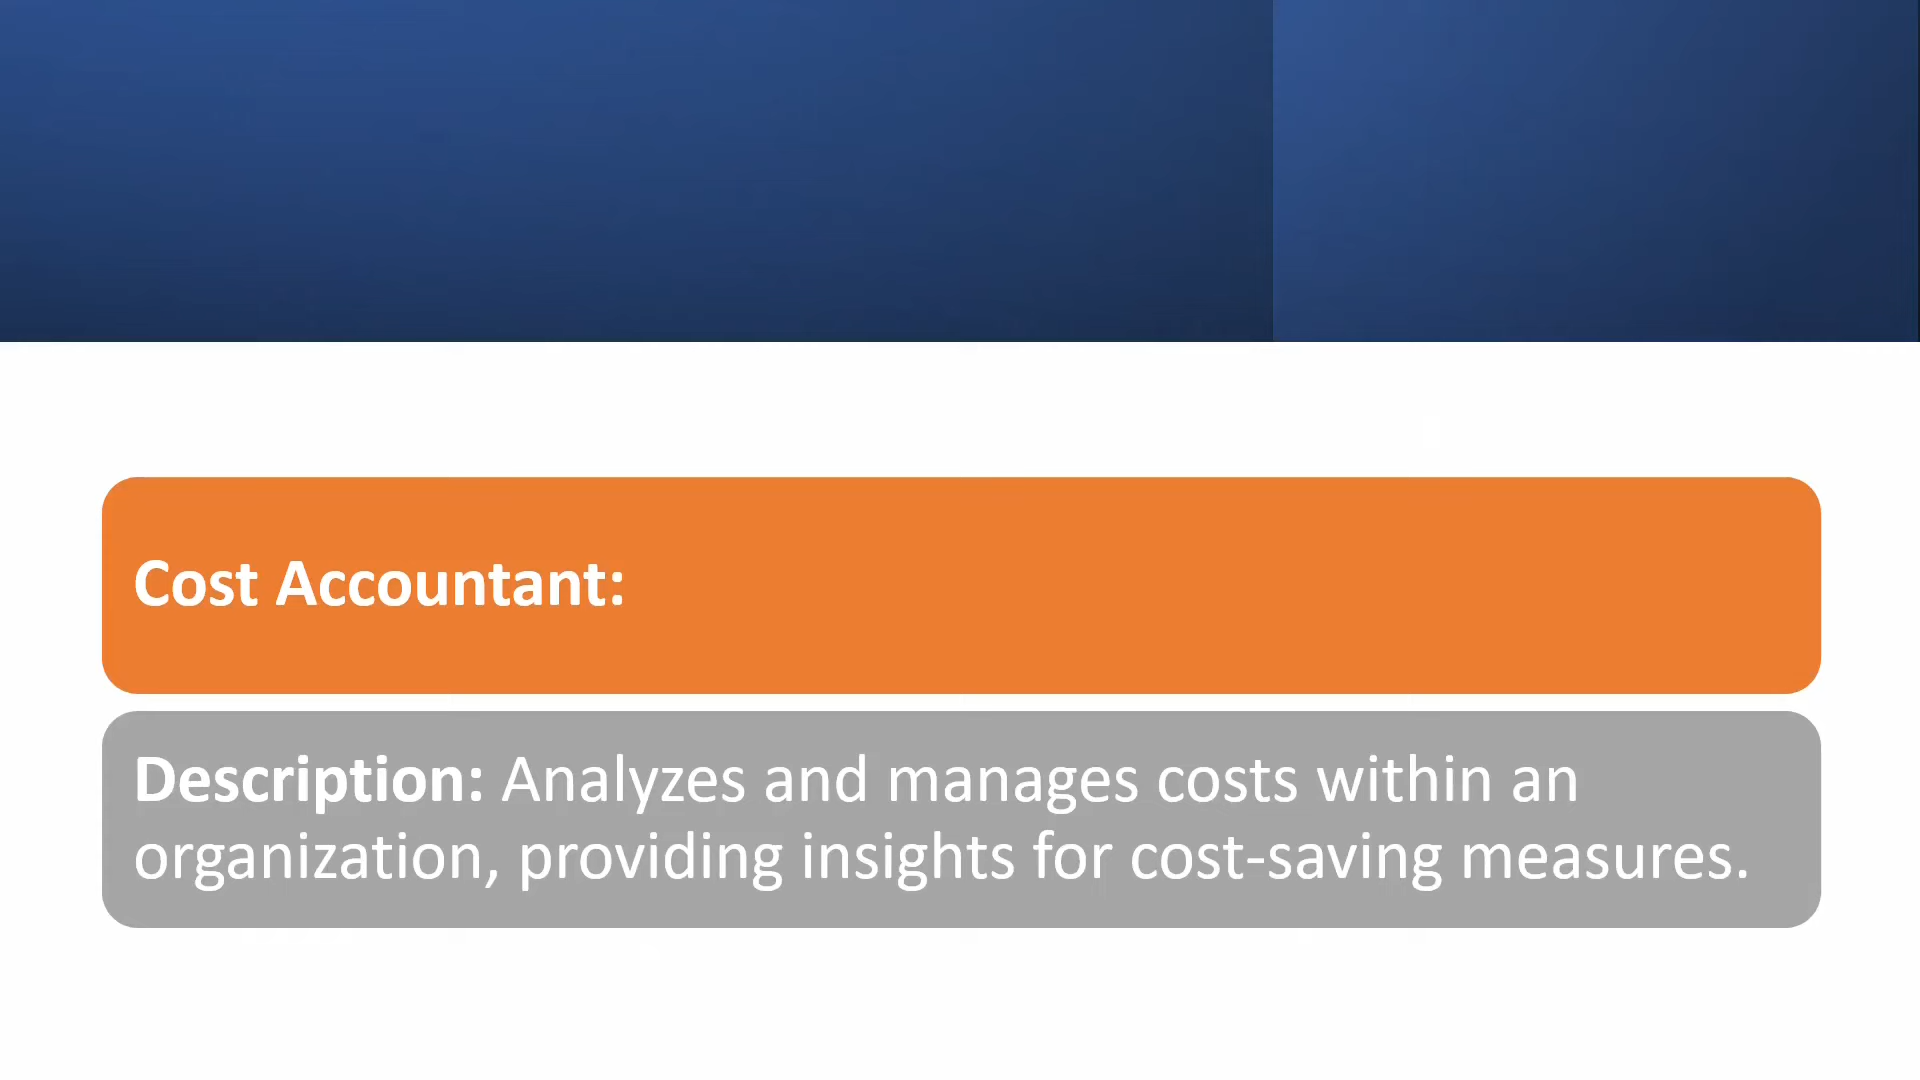 Cost Accountant:
Description: Analyzes and manages costs within an
organization, providing insights for cost-saving measures.